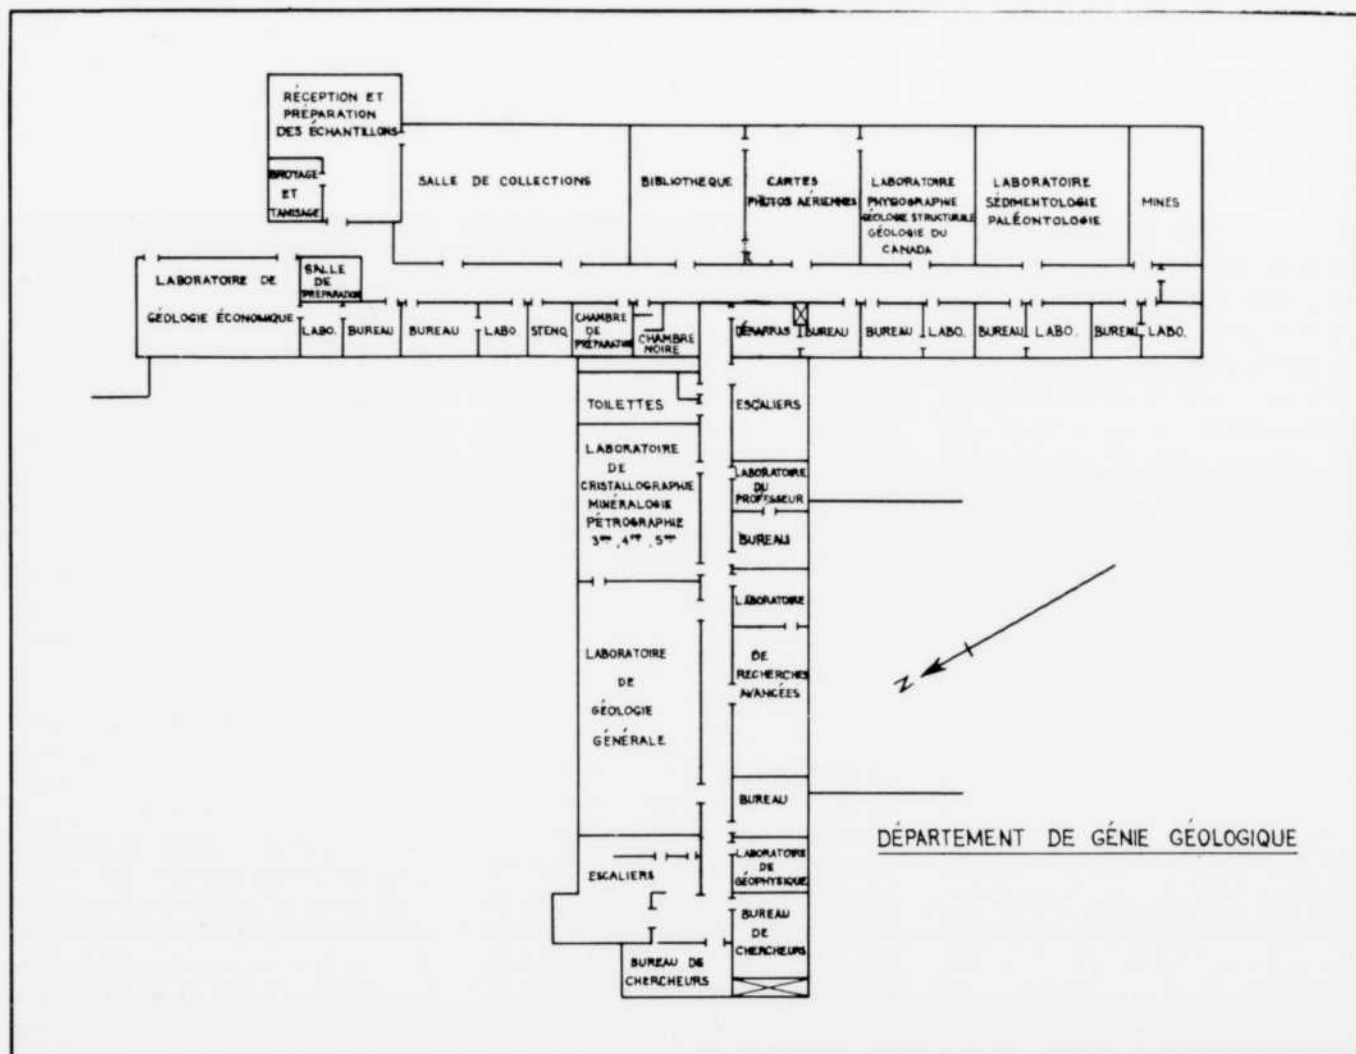 RÉCEPTION ET
PRÉPARATION
DES ÉCHANTILLONS
BROYAGE
ET
TAMISAGE
SALLE DE COLLECTIONS
BIBLIOTHEQUE
CARTES
PHOTOS AÉRIENNES
LABORATOIRE
PHYSIOGRAPHIE
GÉOLOGIE STRUCTURALE
GÉOLOGIE DU
CANADA
LABORATOIRE
SÉDIMENTOLOGIE
PALÉONTOLOGIE
MINES
LABORATOIRE DE
GÉOLOGIE ÉCONOMIQUE
SALLE
DE
PRÉPARATION
LABO.
BUREAU
BUREAU
LABO.
STENO.
CHAMBRE
DE
PRÉPARATION
CHAMBRE
NOIRE
DÉBARRAS
BUREAU
BUREAU
LABO.
BUREAU
LABO.
BUREAU
LABO.
TOILETTES
ESCALIERS
LABORATOIRE
DE
CRISTALLOGRAPHIE
MINÉRALOGIE
PÉTROGRAPHIE
3me, 4me, 5me
LABORATOIRE
DU
PROFESSEUR
BUREAU
LABORATOIRE
DE
RECHERCHES
AVANCÉES
LABORATOIRE
DE
GÉOLOGIE
GÉNÉRALE
BUREAU
N
DÉPARTEMENT DE GÉNIE GÉOLOGIQUE
ESCALIERS
LABORATOIRE
DE
GÉOPHYSIQUE
BUREAU
DE
CHERCHEURS
BUREAU DE
CHERCHEURS